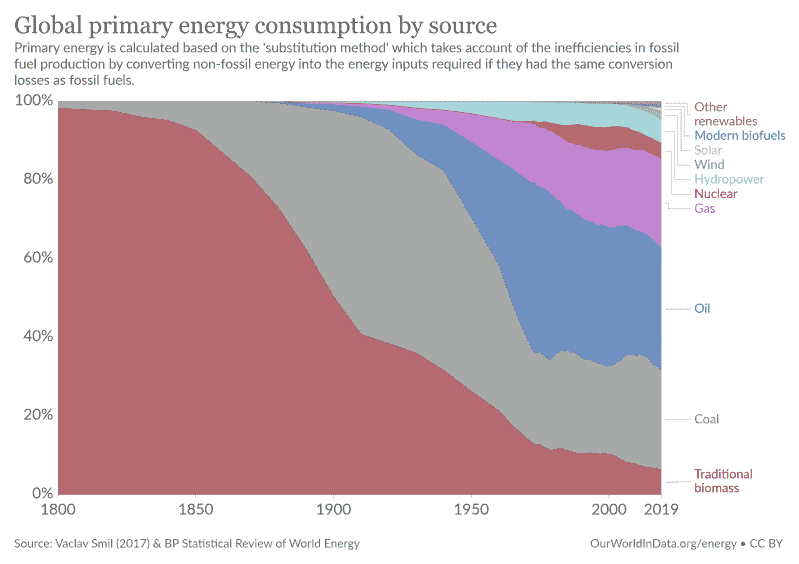 Global primary energy consumption by source
Primary energy is calculated based on the 'substitution method' which takes account of the inefficiencies in fossil
fuel production by converting non-fossil energy into the energy inputs required if they had the same conversion
losses as fossil fuels.
100%
80%
60%
40%
20%
0%
Other
renewables
Modern biofuels
Solar
Wind
Hydropower
Nuclear
Gas
Oil
Coal
Traditional
biomass
1800
1850
1900
1950
2000
2019
Source: Vaclav Smil (2017) & BP Statistical Review of World Energy
OurWorldInData.org/energy • CC BY